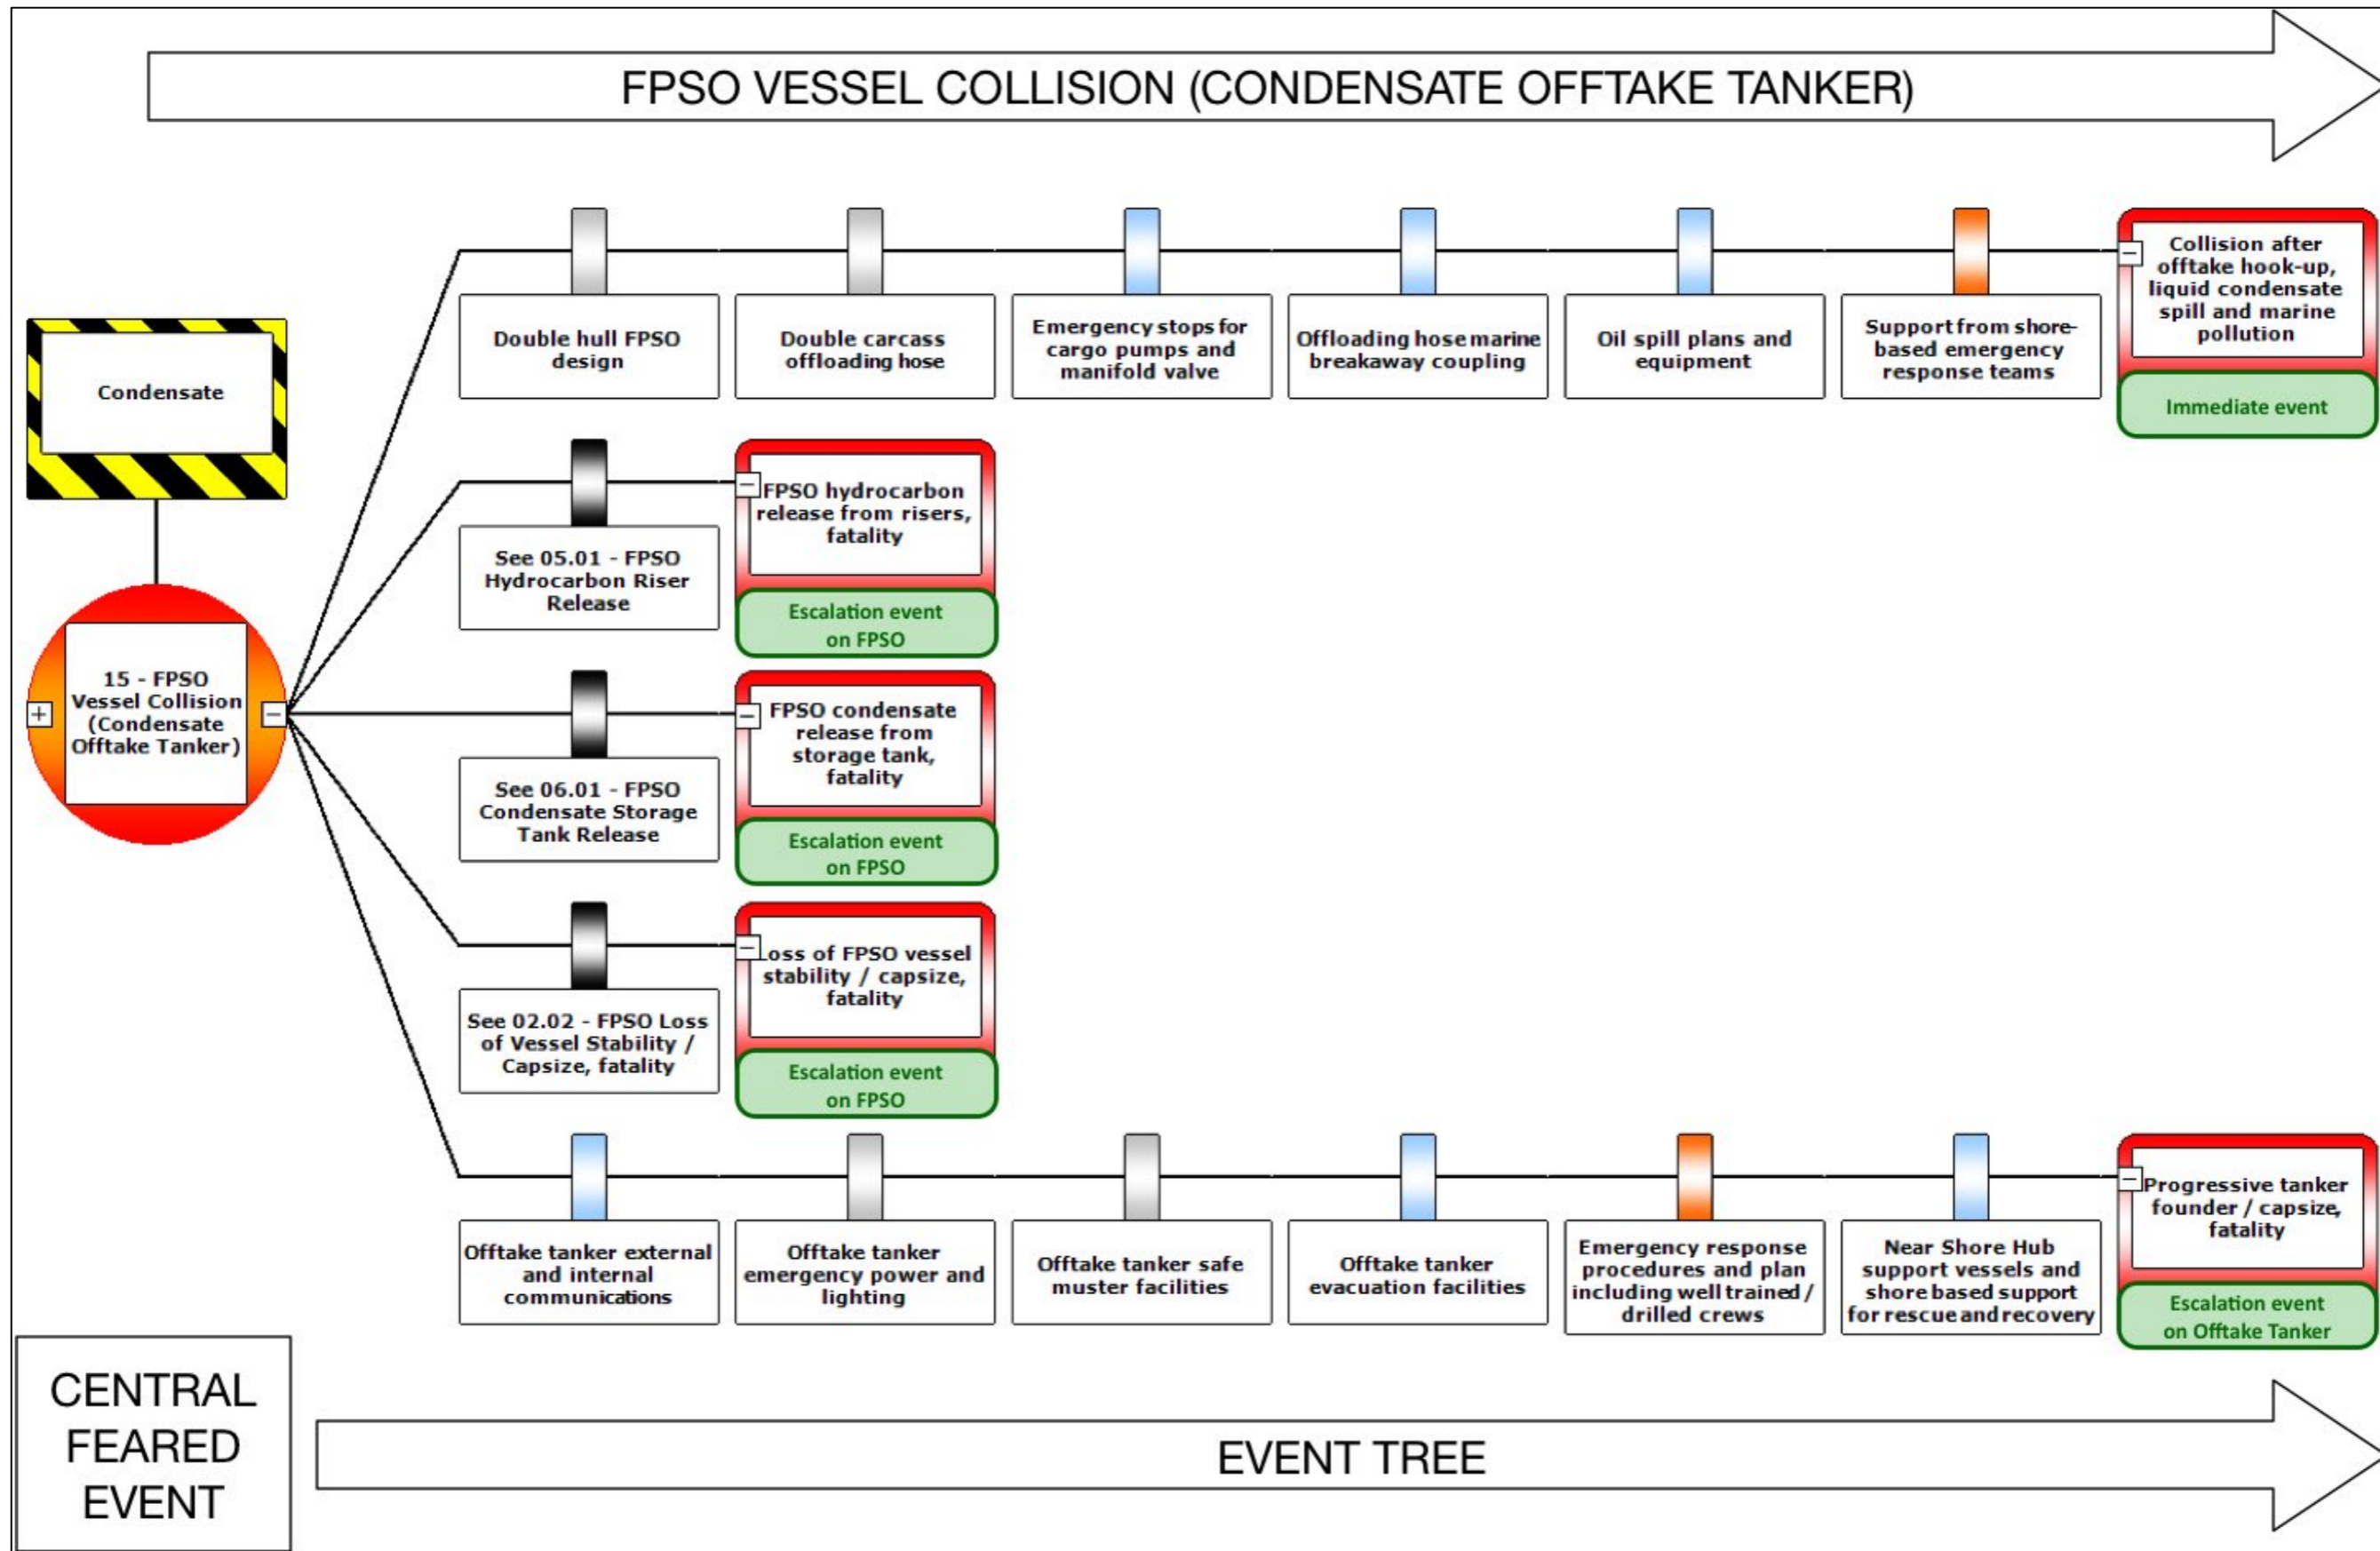 FPSO VESSEL COLLISION (CONDENSATE OFFTAKE TANKER)
Condensate
15 - FPSO
Vessel Collision
(Condensate
Offtake Tanker)
Double hull FPSO
design
Double carcass
offloading hose
Emergency stops for
cargo pumps and
manifold valve
Offloading hose marine
breakaway coupling
Oil spill plans and
equipment
Support from shore-
based emergency
response teams
Collision after
offtake hook-up,
liquid condensate
spill and marine
pollution
Immediate event
See 05.01 - FPSO
Hydrocarbon Riser
Release
FPSO hydrocarbon
release from risers,
fatality
Escalation event
on FPSO
See 06.01 - FPSO
Condensate Storage
Tank Release
FPSO condensate
release from
storage tank,
fatality
Escalation event
on FPSO
See 02.02 - FPSO Loss
of Vessel Stability /
Capsize, fatality
Loss of FPSO vessel
stability / capsize,
fatality
Escalation event
on FPSO
Offtake tanker external
and internal
communications
Offtake tanker
emergency power and
lighting
Offtake tanker safe
muster facilities
Offtake tanker
evacuation facilities
Emergency response
procedures and plan
including well trained /
drilled crews
Near Shore Hub
support vessels and
shore based support
for rescue and recovery
Progressive tanker
founder / capsize,
fatality
Escalation event
on Offtake Tanker
CENTRAL
FEARED
EVENT
EVENT TREE